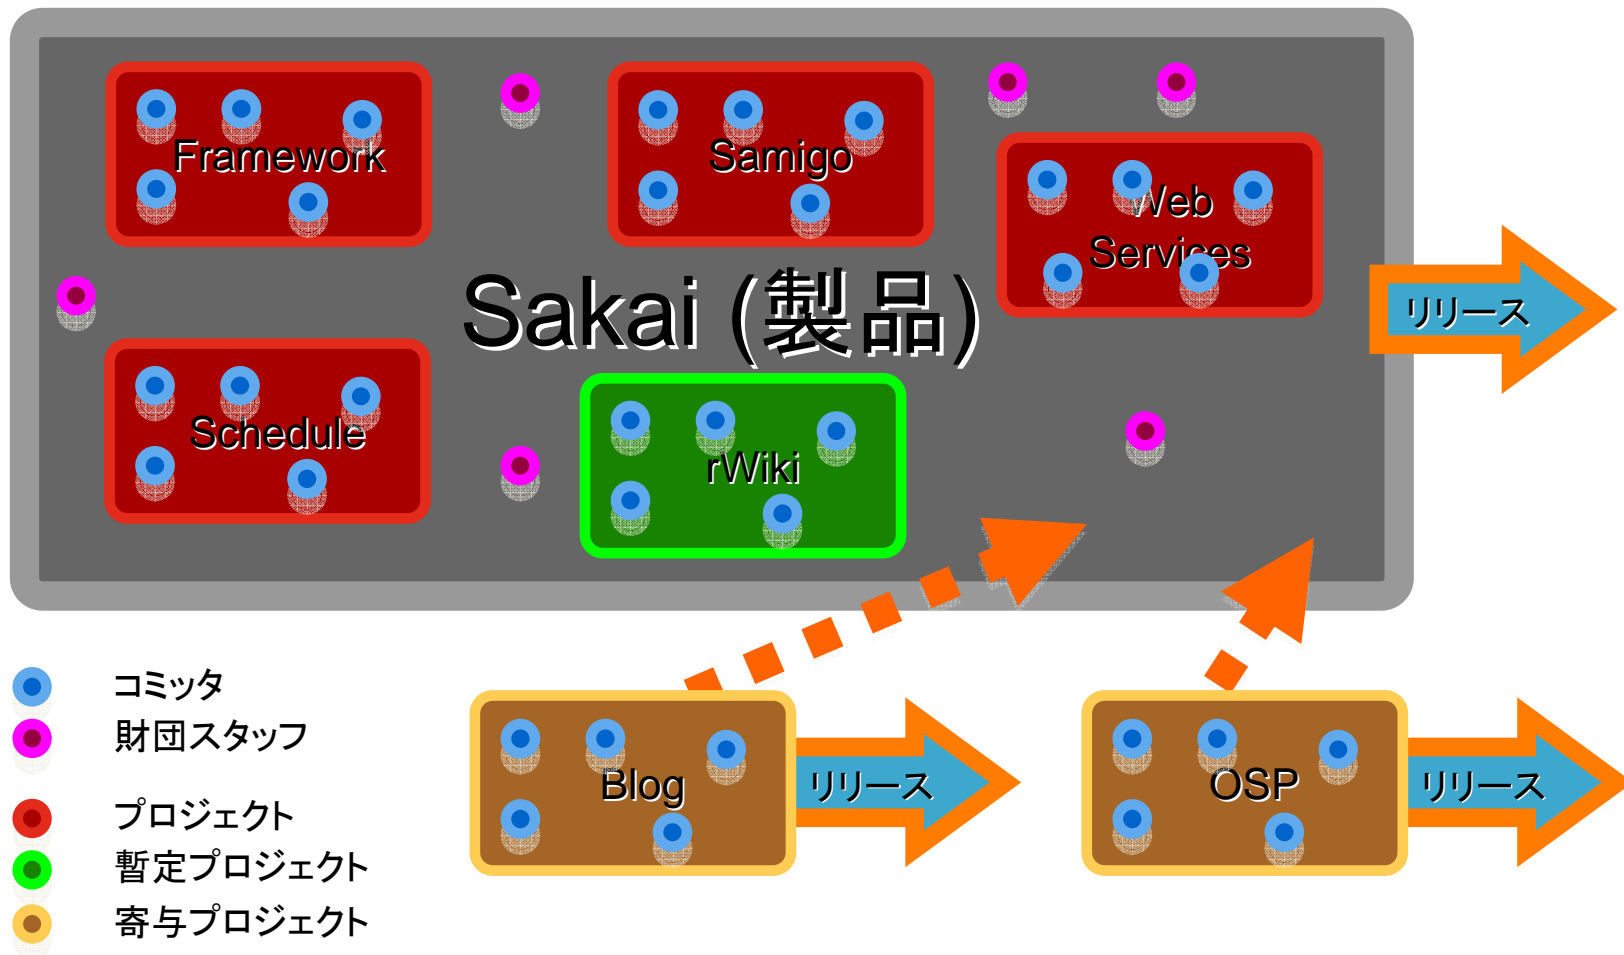 Framework
Samigo
Web
Services
Sakai (製品)
リリース
Schedule
rWiki
コミッタ
財団スタッフ
プロジェクト
暫定プロジェクト
寄与プロジェクト
Blog
リリース
OSP
リリース